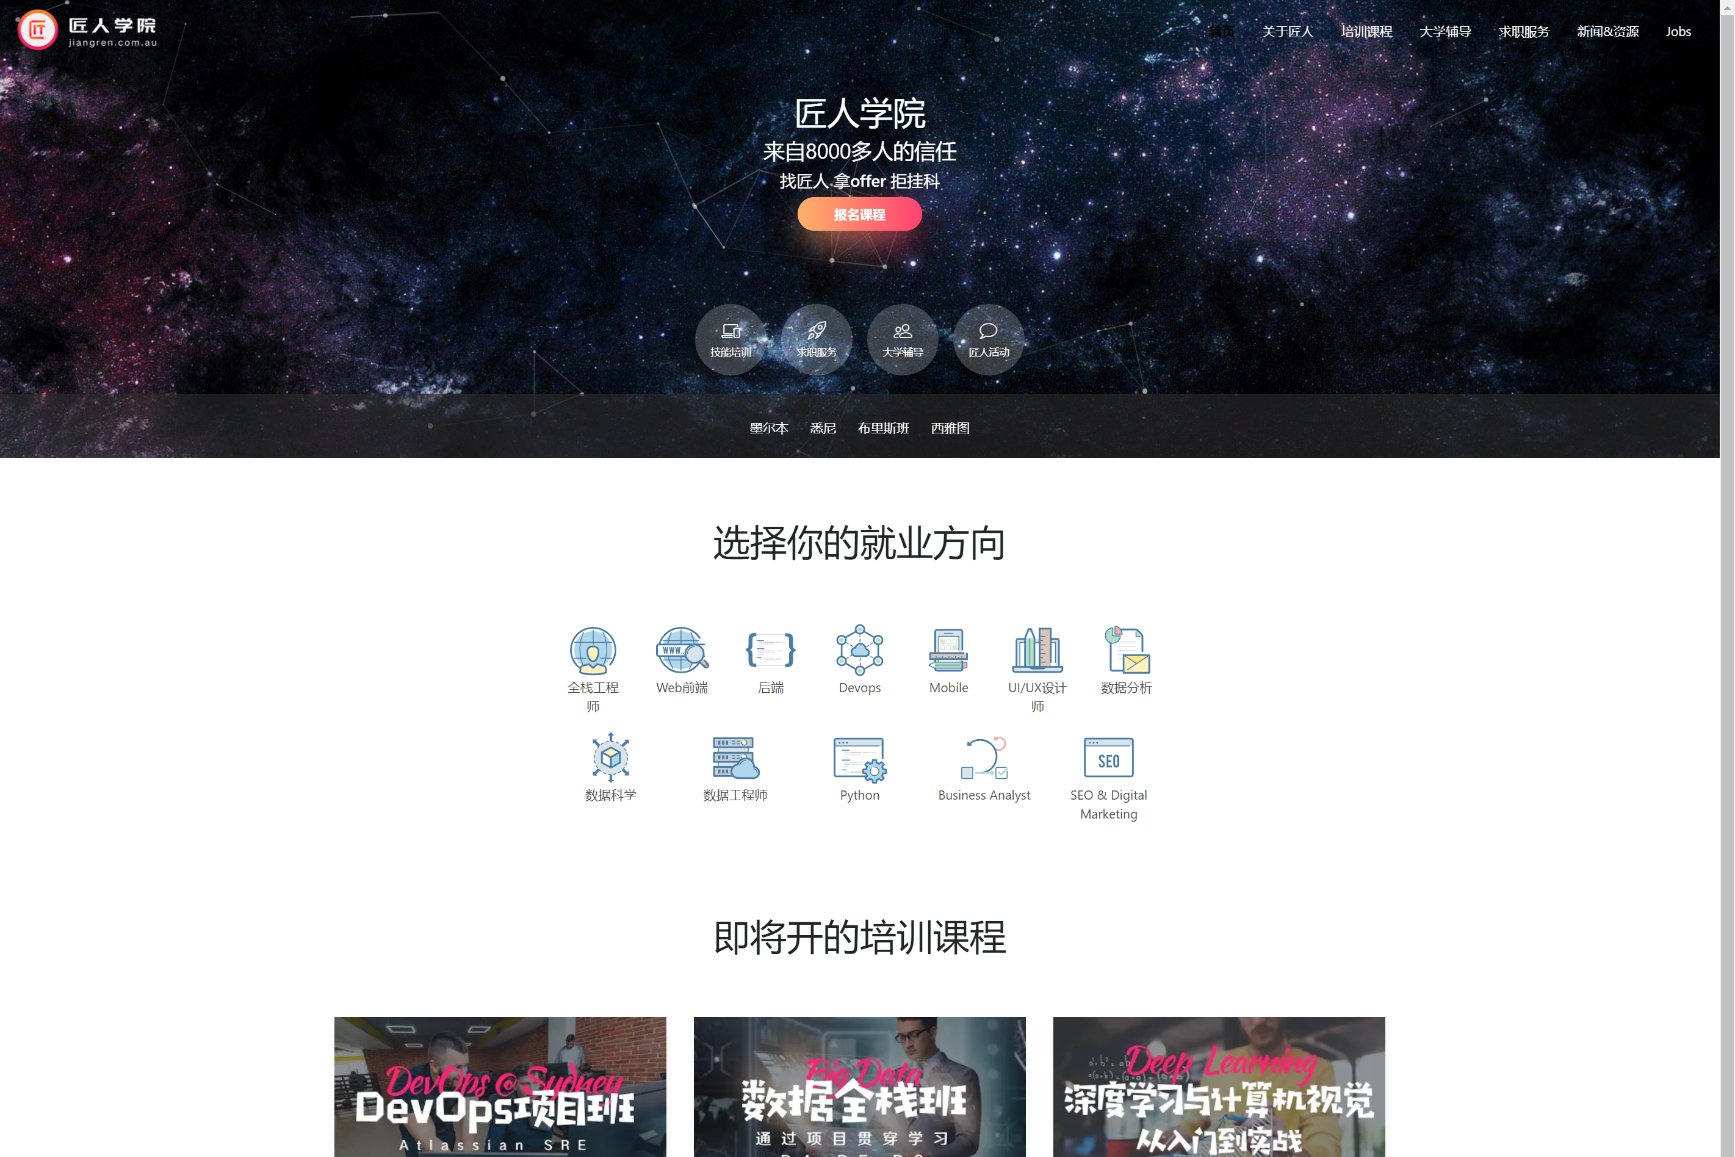 匠人学院
jiangren.com.au
首页
关于匠人
培训课程
大学辅导
求职服务
新闻&资源
Jobs
匠人学院
来自8000多人的信任
找匠人 拿offer 拒挂科
报名课程
技能培训
求职服务
大学辅导
匠人活动
墨尔本
悉尼
布里斯班
西雅图
选择你的就业方向
WWW...
SEO
全栈工程
师
Web前端
后端
Devops
Mobile
UI/UX设计
师
数据分析
数据科学
数据工程师
Python
Business Analyst
SEO & Digital
Marketing
即将开的培训课程
DevOps @ Sydney
DevOps项目班
Atlassian SRE
Big Data
数据全栈班
通过项目贯穿学习
Deep Learning
深度学习与计算机视觉
从入门到实战